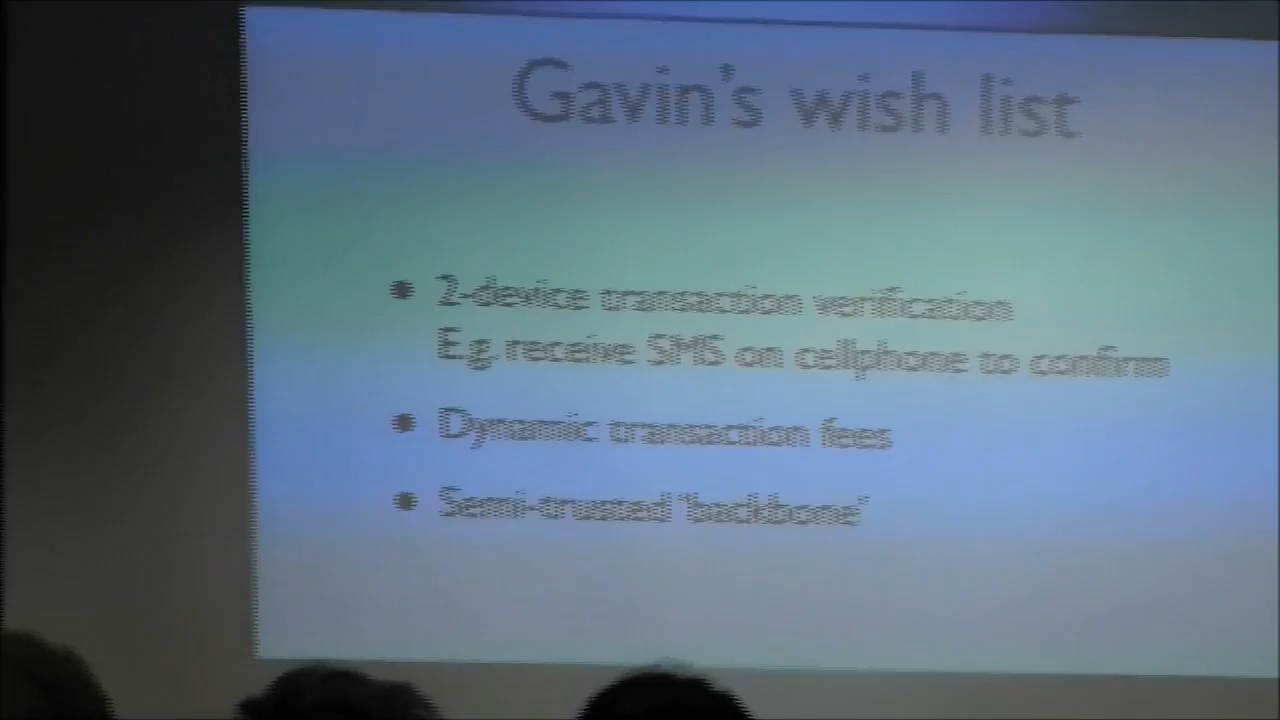 Gavin's wish list
• 2-device transaction verification
Eg. receive SMS on cellphone to confirm
• Dynamic transaction fees
• Semi-trusted 'backbone'